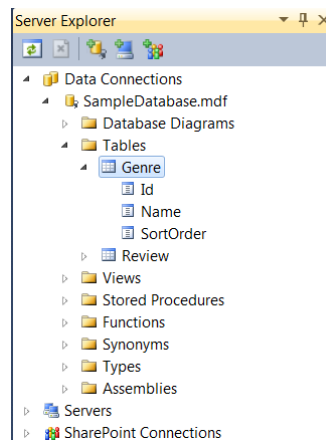 Server Explorer
Data Connections
SampleDatabase.mdf
Database Diagrams
Tables
Genre
Id
Name
SortOrder
Review
Views
Stored Procedures
Functions
Synonyms
Types
Assemblies
Servers
SharePoint Connections